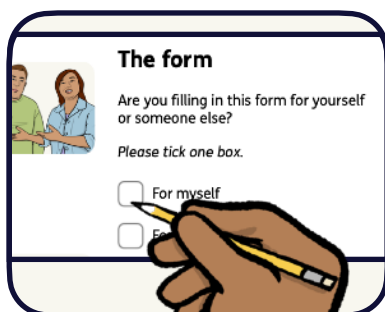 The form
Are you filling in this form for yourself
or someone else?
Please tick one box.
For myself